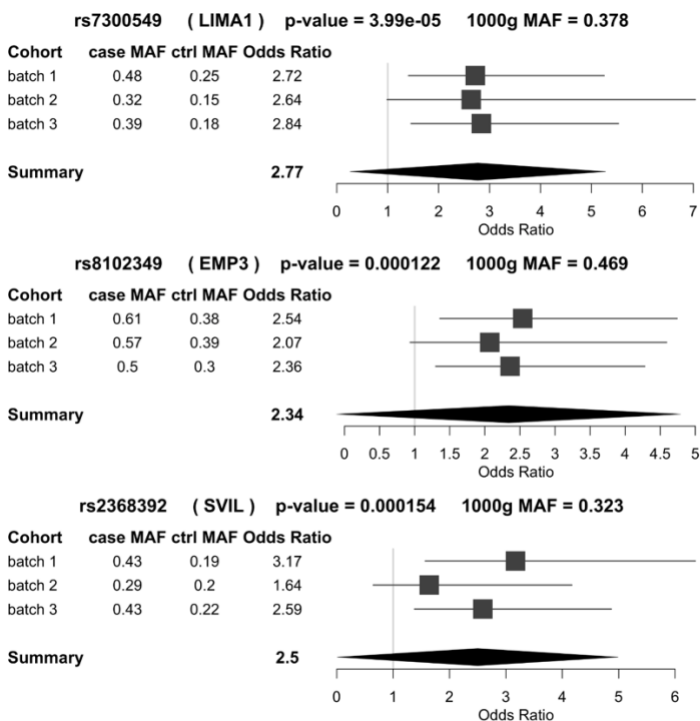 rs7300549 ( LIMA1 ) p-value = 3.99e-05 1000g MAF = 0.378
Cohort case MAF ctrl MAF Odds Ratio
batch 1 0.48 0.25 2.72
batch 2 0.32 0.15 2.64
batch 3 0.39 0.18 2.84
Summary 2.77
0 1 2 3 4 5 6 7
Odds Ratio
rs8102349 ( EMP3 ) p-value = 0.000122 1000g MAF = 0.469
Cohort case MAF ctrl MAF Odds Ratio
batch 1 0.61 0.38 2.54
batch 2 0.57 0.39 2.07
batch 3 0.5 0.3 2.36
Summary 2.34
0 0.5 1 1.5 2 2.5 3 3.5 4 4.5 5
Odds Ratio
rs2368392 ( SVIL ) p-value = 0.000154 1000g MAF = 0.323
Cohort case MAF ctrl MAF Odds Ratio
batch 1 0.43 0.19 3.17
batch 2 0.29 0.2 1.64
batch 3 0.43 0.22 2.59
Summary 2.5
0 1 2 3 4 5 6
Odds Ratio